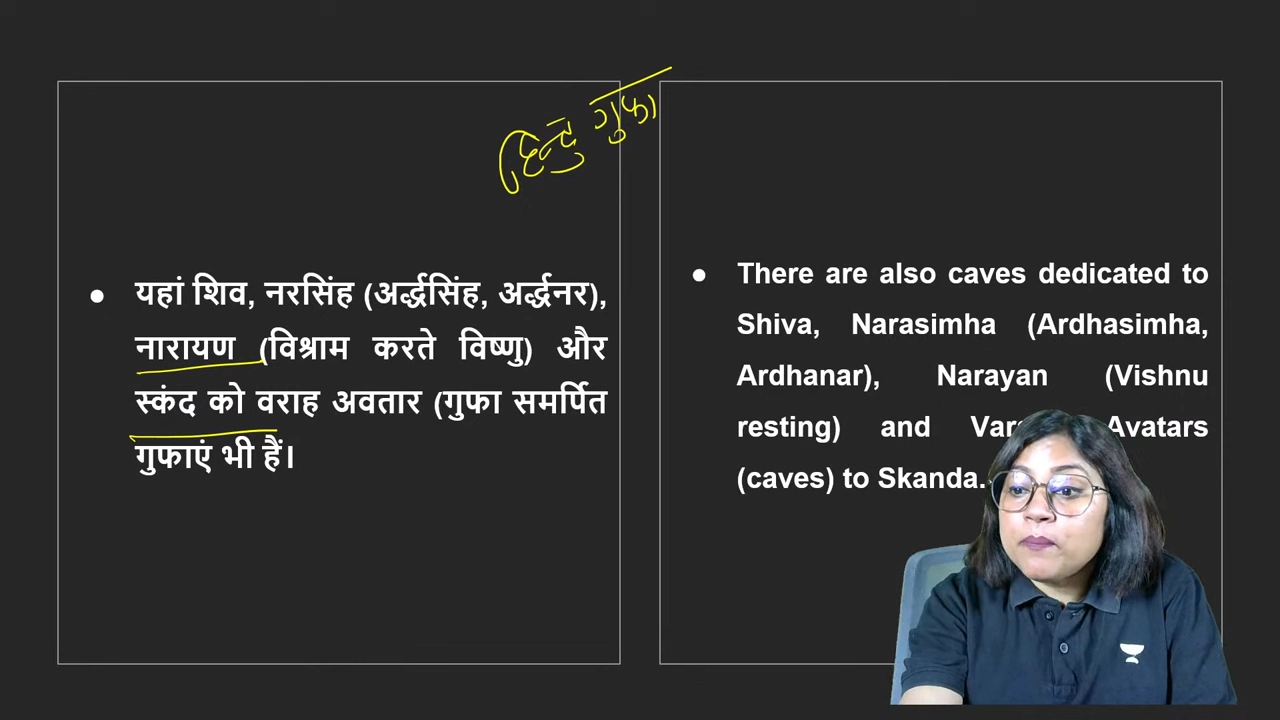 हिन्दु गुफा
● यहां शिव, नरसिंह (अर्द्धसिंह, अर्द्धनर),
नारायण (विश्राम करते विष्णु) और
स्कंद को वराह अवतार (गुफा समर्पित
गुफाएं भी हैं।
● There are also caves dedicated to
Shiva, Narasimha (Ardhasimha,
Ardhanar), Narayan (Vishnu
resting) and Avatars
(caves) to Skanda.